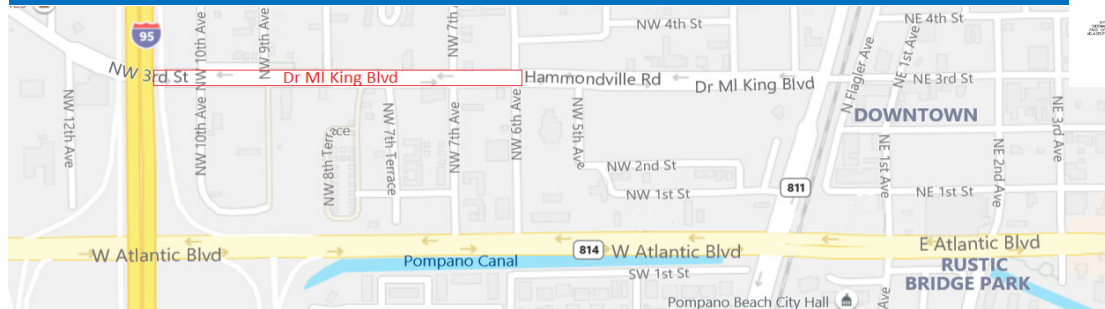 NW 4th St
NE 4th St
95
NW 10th Ave
NW 9th Ave
NW 7th A
N Flagler Ave
NE 1st Ave
NW 3rd St
Dr Ml King Blvd
Hammondville Rd
Dr Ml King Blvd
NE 3rd St
NW 12th Ave
NW 10th Ave
NW 8th Terrace
NW 7th Terrace
NW 7th Ave
NW 6th Ave
NW 5th Ave
DOWNTOWN
NE 1st Ave
NE 2nd Ave
NE 3rd Ave
NW 2nd St
NW 1st St
811
NE 1st St
W Atlantic Blvd
814
W Atlantic Blvd
E Atlantic Blvd
Pompano Canal
SW 1st St
RUSTIC
BRIDGE PARK
Pompano Beach City Hall
Ave